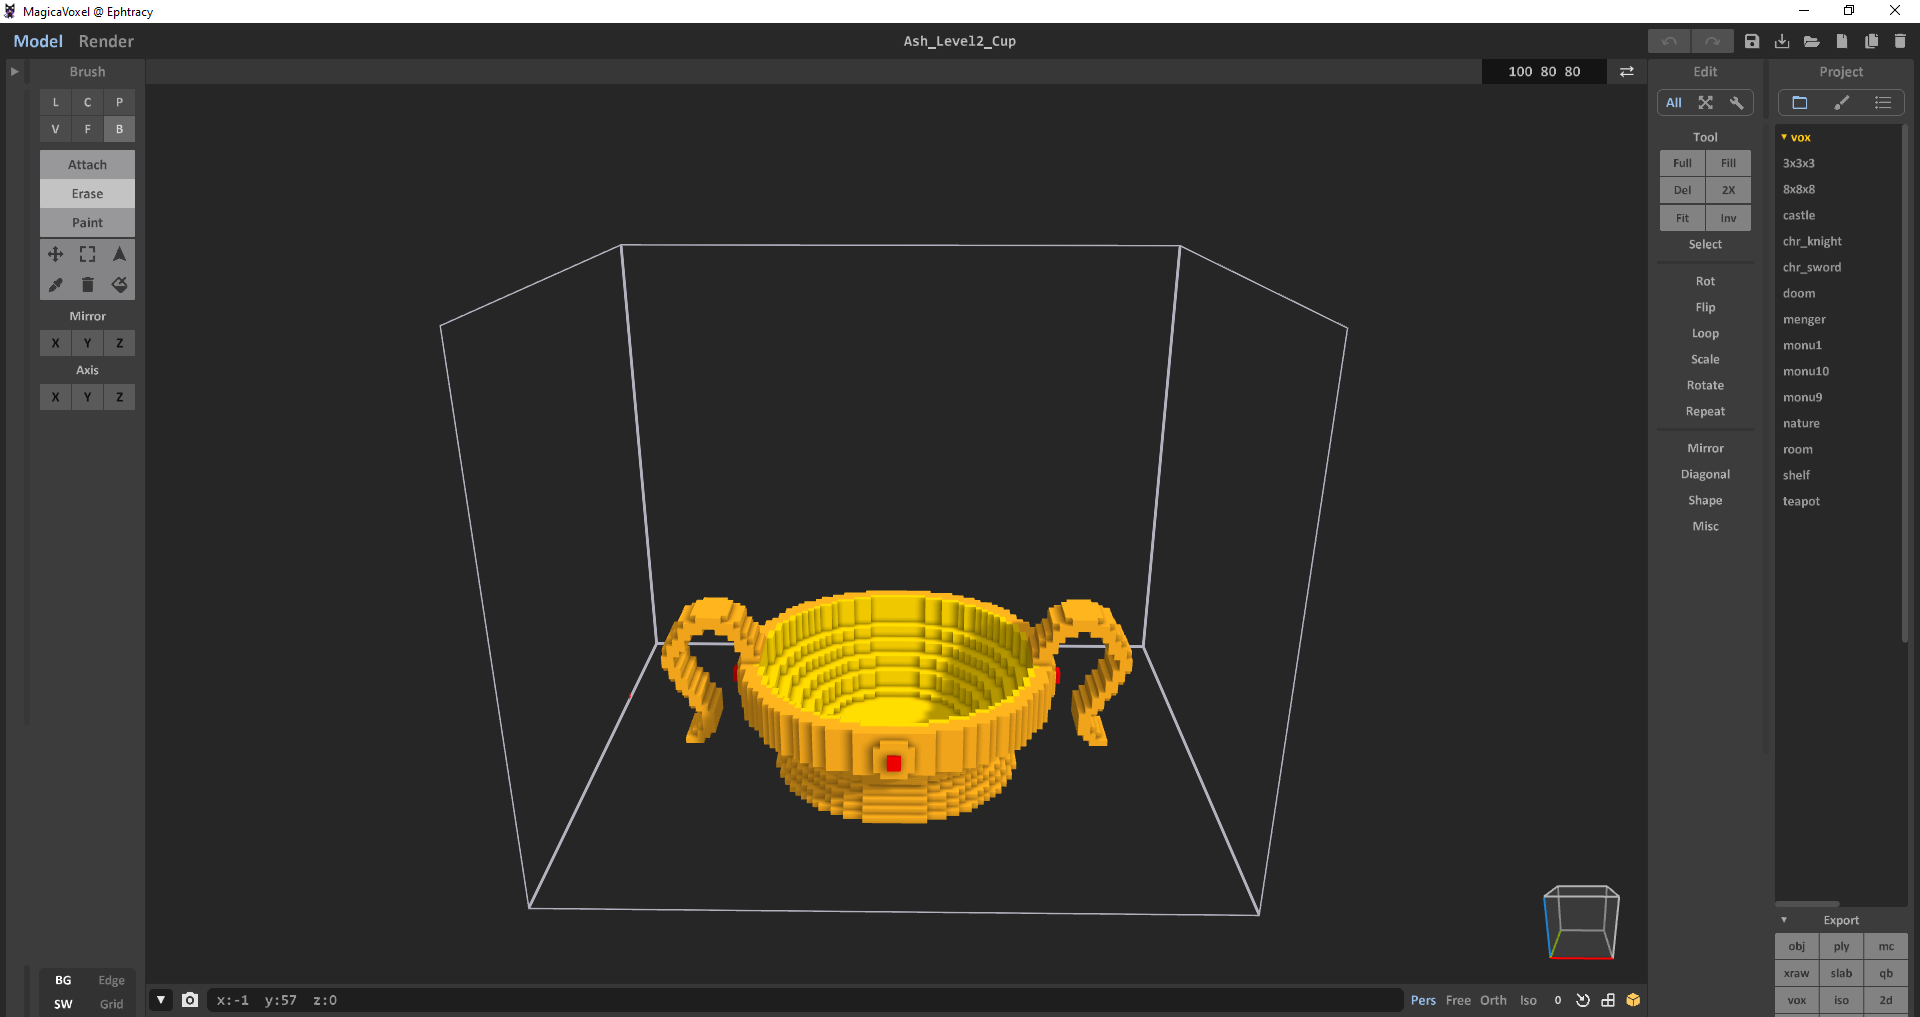 MagicaVoxel @ Ephtracy
Model Render
Ash_Level2_Cup
Brush
100 80 80
Edit
Project
L C P
V F B
Attach
Erase
Paint
Mirror
X Y Z
Axis
X Y Z
BG Edge
SW Grid
x:-1 y:57 z:0
Pers Free Orth Iso 0
All
Tool
Full Fill
Del 2X
Fit Inv
Select
Rot
Flip
Loop
Scale
Rotate
Repeat
Mirror
Diagonal
Shape
Misc
vox
3x3x3
8x8x8
castle
chr_knight
chr_sword
doom
menger
monu1
monu10
monu9
nature
room
shelf
teapot
Export
obj ply mc
xraw slab qb
vox iso 2d